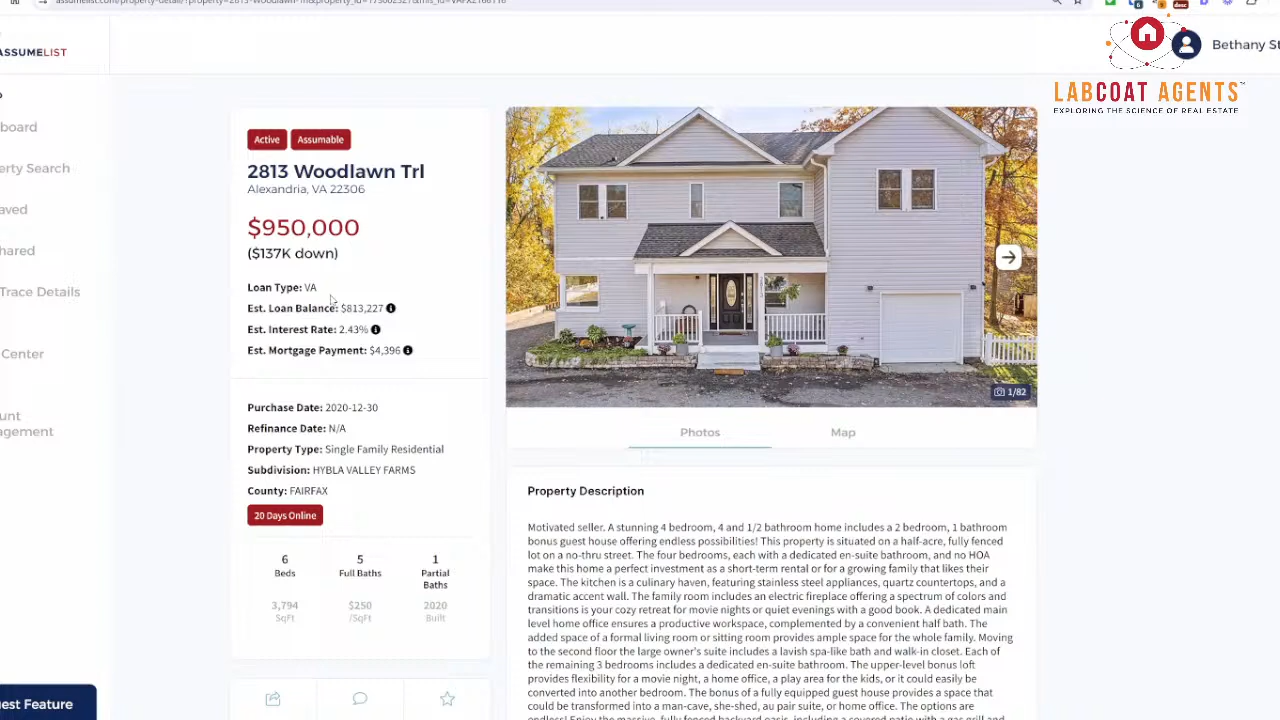 ASSUMELIST
Bethany St
LABCOAT AGENTS
EXPLORING THE SCIENCE OF REAL ESTATE
board
erty Search
aved
hared
Trace Details
Center
unt
agement
uest Feature
Active
Assumable
2813 Woodlawn Trl
Alexandria, VA 22306
$950,000
($137K down)
Loan Type: VA
Est. Loan Balance: $813,227
Est. Interest Rate: 2.43%
Est. Mortgage Payment: $4,396
Purchase Date: 2020-12-30
Refinance Date: N/A
Property Type: Single Family Residential
Subdivision: HYBLA VALLEY FARMS
County: FAIRFAX
20 Days Online
6 5 1
Beds Full Baths Partial
Baths
3,794 $250 2020
SqFt /SqFt Built
1/82
Photos Map
Property Description
Motivated seller. A stunning 4 bedroom, 4 and 1/2 bathroom home includes a 2 bedroom, 1 bathroom
bonus guest house offering endless possibilities! This property is situated on a half-acre, fully fenced
lot on a no-thru street. The four bedrooms, each with a dedicated en-suite bathroom, and no HOA
make this home a perfect investment as a short-term rental or for a growing family that likes their
space. The kitchen is a culinary haven, featuring stainless steel appliances, quartz countertops, and a
dramatic accent wall. The family room includes an electric fireplace offering a spectrum of colors and
transitions is your cozy retreat for movie nights or quiet evenings with a good book. A dedicated main
level home office ensures a productive workspace, complemented by a convenient half bath. The
added space of a formal living room or sitting room provides ample space for the whole family. Moving
to the second floor the large owner's suite includes a lavish spa-like bath and walk-in closet. Each of
the remaining 3 bedrooms includes a dedicated en-suite bathroom. The upper-level bonus loft
provides flexibility for a movie night, a home office, a play area for the kids, or it could easily be
converted into another bedroom. The bonus of a fully equipped guest house provides a space that
could be transformed into a man-cave, she-shed, au pair suite, or home office. The options are
endless! Enjoy the massive, fully fenced backyard oasis, including a covered patio with a gas grill and